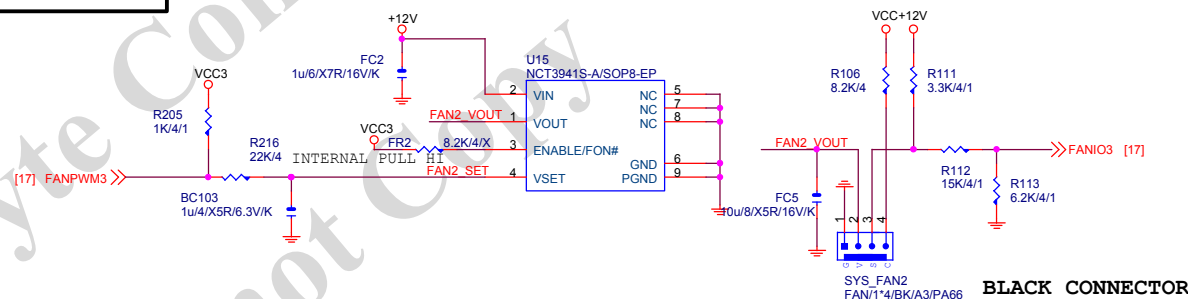 +12V
FC2
1u/6/X7R/16V/K
VCC3
R205
1K/4/1
R216
22K/4
[17] FANPWM3
BC103
1u/4/X5R/6.3V/K
VCC3
FR2
8.2K/4/X
INTERNAL PULL HI
FAN2_VOUT
FAN2_SET
U15
NCT3941S-A/SOP8-EP
2 VIN NC 5
NC 7
1 VOUT NC 8
3 ENABLE/FON#
GND 6
4 VSET PGND 9
VCC +12V
R106
8.2K/4
R111
3.3K/4/1
FAN2_VOUT
FANIO3 [17]
R112
15K/4/1
R113
6.2K/4/1
FC5
10u/8/X5R/16V/K
1 2 3 4
G V S C
SYS_FAN2
FAN/1*4/BK/A3/PA66
BLACK CONNECTOR
yte Con
not Copy